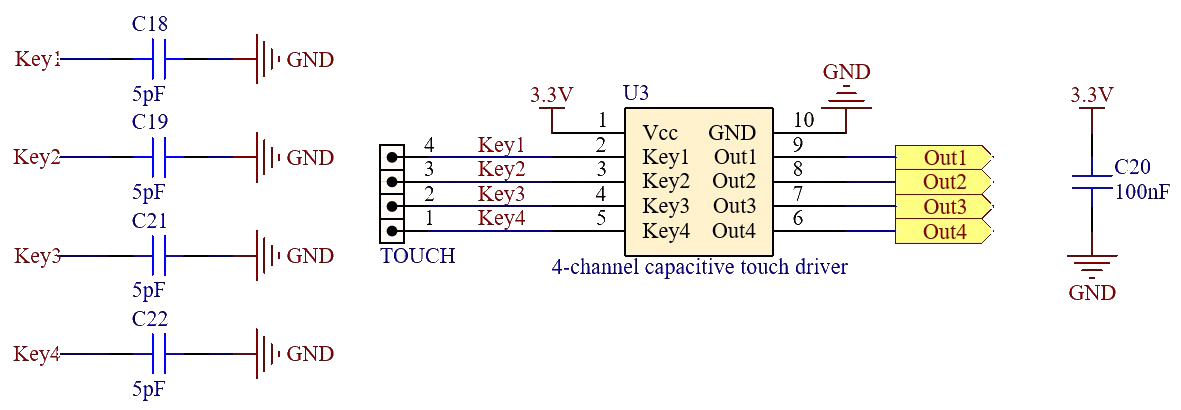 C18
Key1
GND
5pF
C19
Key2
GND
5pF
C21
Key3
GND
5pF
C22
Key4
GND
5pF
TOUCH
4 Key1 2
3 Key2 3
2 Key3 4
1 Key4 5
3.3V
1
U3
Vcc GND
Key1 Out1
Key2 Out2
Key3 Out3
Key4 Out4
4-channel capacitive touch driver
GND
10
9
8
7
6
Out1
Out2
Out3
Out4
3.3V
C20
100nF
GND